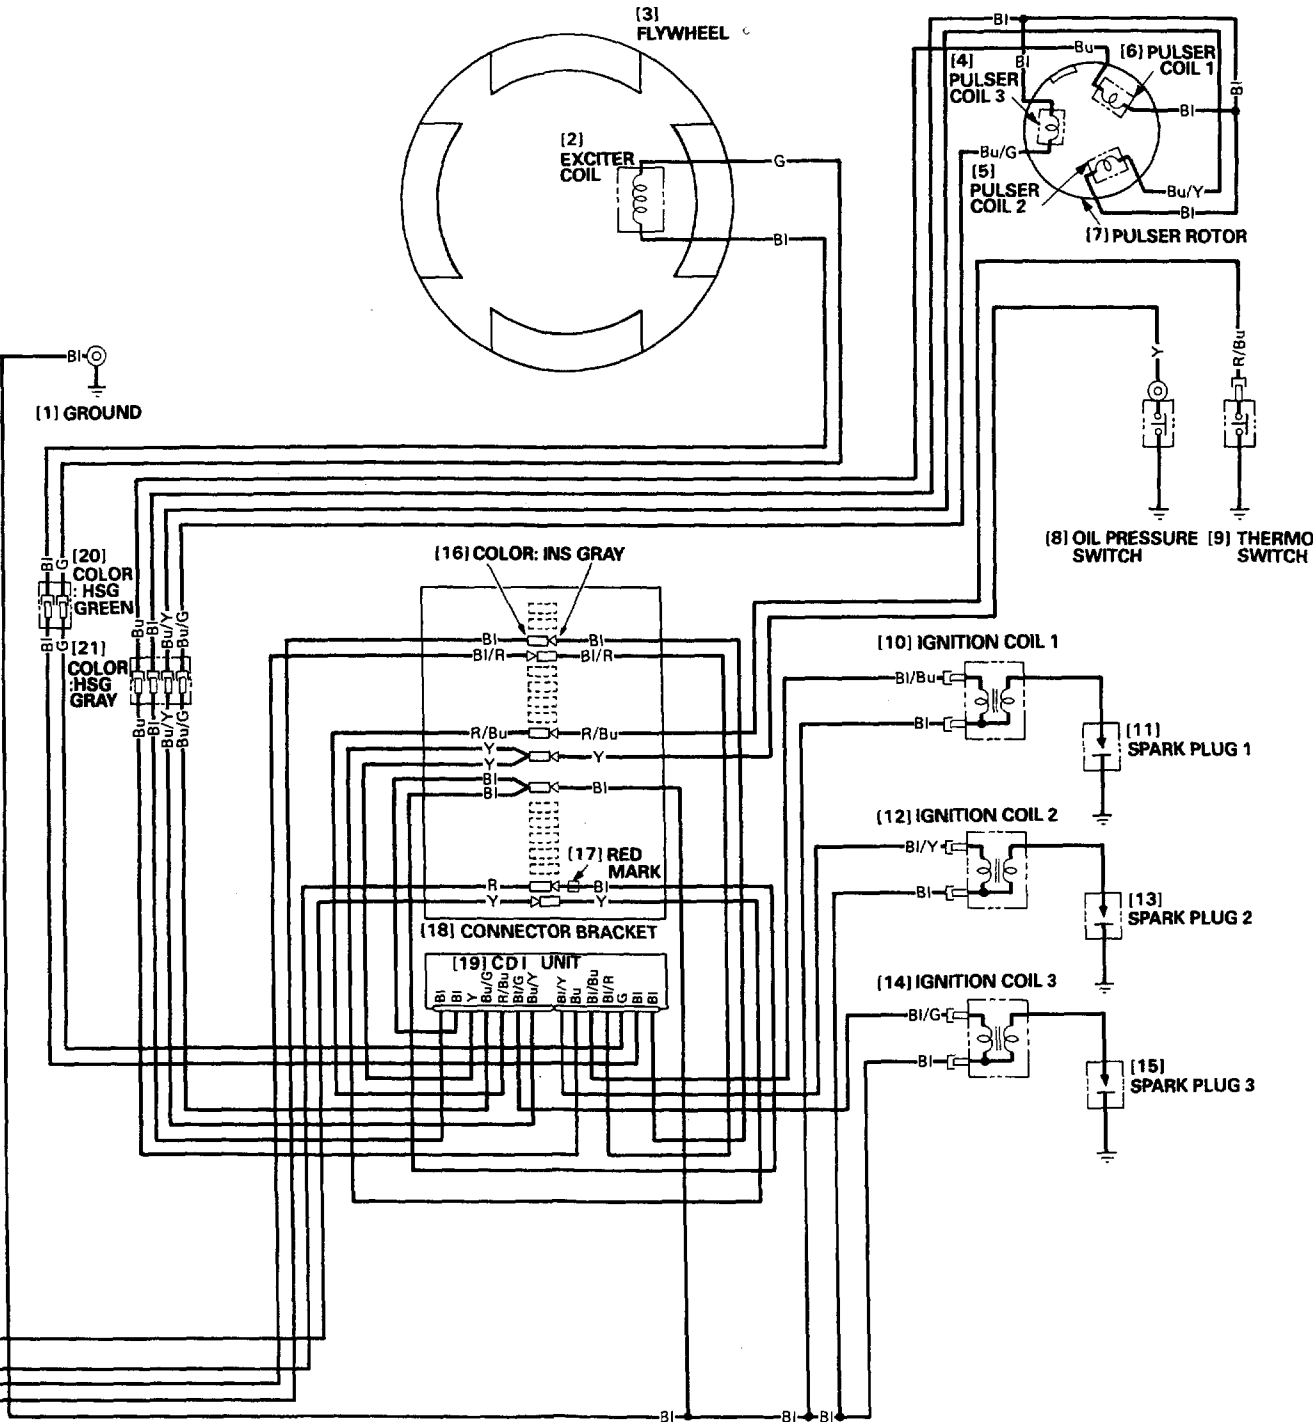 [3]
FLYWHEEL
Bl
Bu
[6] PULSER
COIL 1
[4]
PULSER
COIL 3
Bl
Bl
Bl
[2]
EXCITER
COIL
G
Bu/G
[5]
PULSER
COIL 2
Bu/Y
Bl
Bl
[7] PULSER ROTOR
Y
R/Bu
Bl
[1] GROUND
[8] OIL PRESSURE
SWITCH
[9] THERMO
SWITCH
[16] COLOR: INS GRAY
Bl
G
[20]
COLOR
: HSG
GREEN
Bu
Bl
Bu/Y
Bu/G
Bl
G
[21]
COLOR
:HSG
GRAY
Bl
Bl
Bl/R
Bl/R
[10] IGNITION COIL 1
Bl/Bu
Bu
Bl
Bu/Y
Bu/G
R/Bu
R/Bu
Bl
[11]
SPARK PLUG 1
Y
Y
Y
Bl
Bl
Bl
[12] IGNITION COIL 2
Bl/Y
[17] RED
MARK
R
Bl
Bl
Y
Y
[13]
SPARK PLUG 2
[18] CONNECTOR BRACKET
[19] CDI UNIT
Bl
Bl
Y
Bu/G
R/Bu
Bl/G
Bu/Y
Bl/Y
Bu
Bl/Bu
Bl/R
G
Bl
Bl
[14] IGNITION COIL 3
Bl/G
Bl
[15]
SPARK PLUG 3
Bl
Bl
Bl